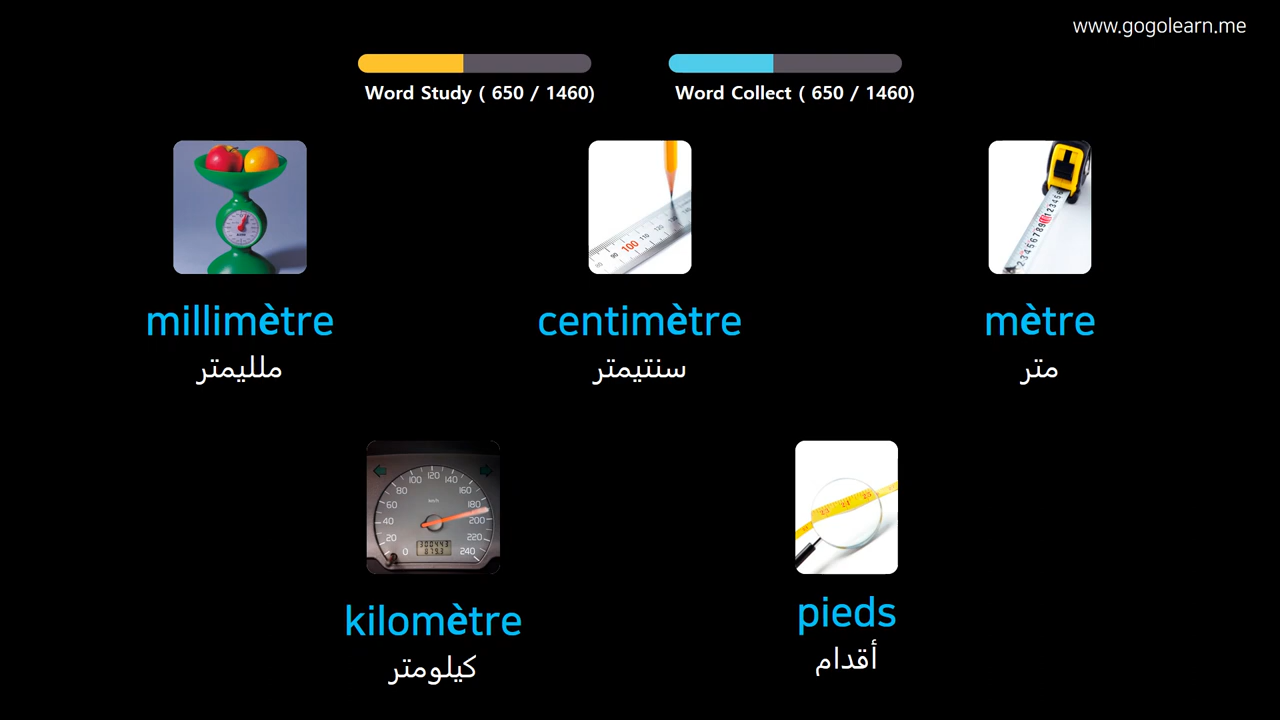 www.gogolearn.me
Word Study ( 650 / 1460)
Word Collect ( 650 / 1460)
millimètre
ملليمتر
centimètre
سنتيمتر
mètre
متر
kilomètre
كيلومتر
pieds
أقدام